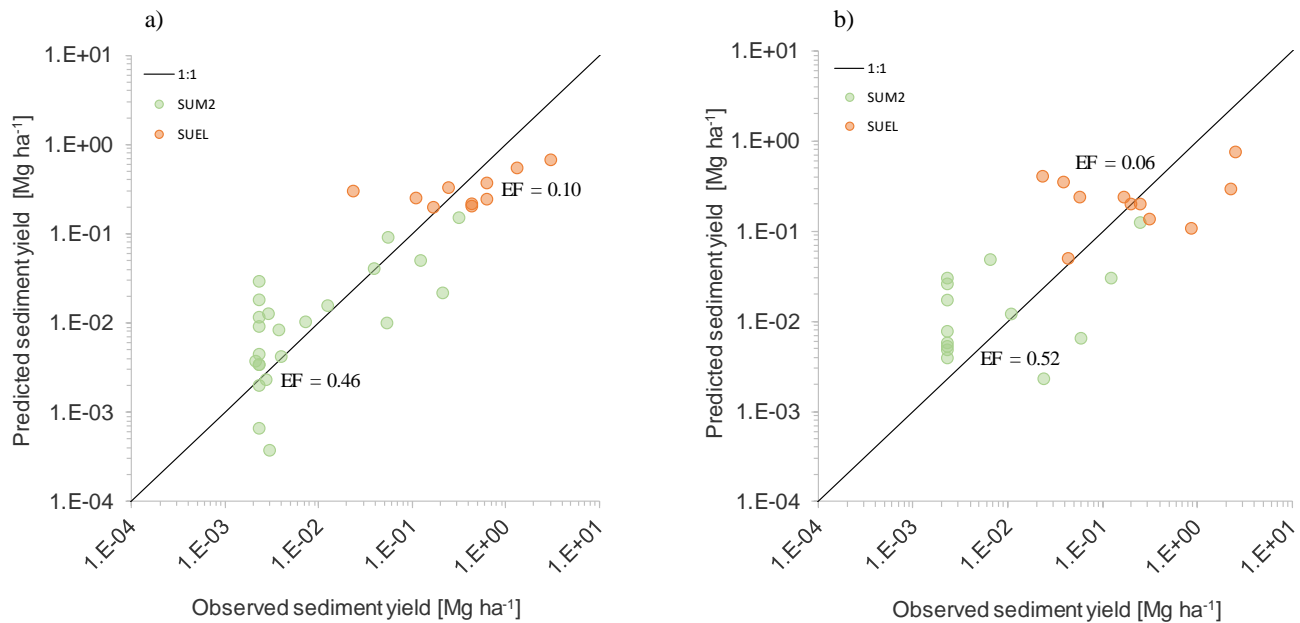 a)
1.E+01
1.E+00
1.E-01
1.E-02
1.E-03
1.E-04
Predicted sediment yield [Mg ha-1]
1:1
SUM2
SUEL
EF = 0.10
EF = 0.46
1.E-04
1.E-03
1.E-02
1.E-01
1.E+00
1.E+01
Observed sediment yield [Mg ha-1]
b)
1.E+01
1.E+00
1.E-01
1.E-02
1.E-03
1.E-04
Predicted sediment yield [Mg ha-1]
1:1
SUM2
SUEL
EF = 0.06
EF = 0.52
1.E-04
1.E-03
1.E-02
1.E-01
1.E+00
1.E+01
Observed sediment yield [Mg ha-1]